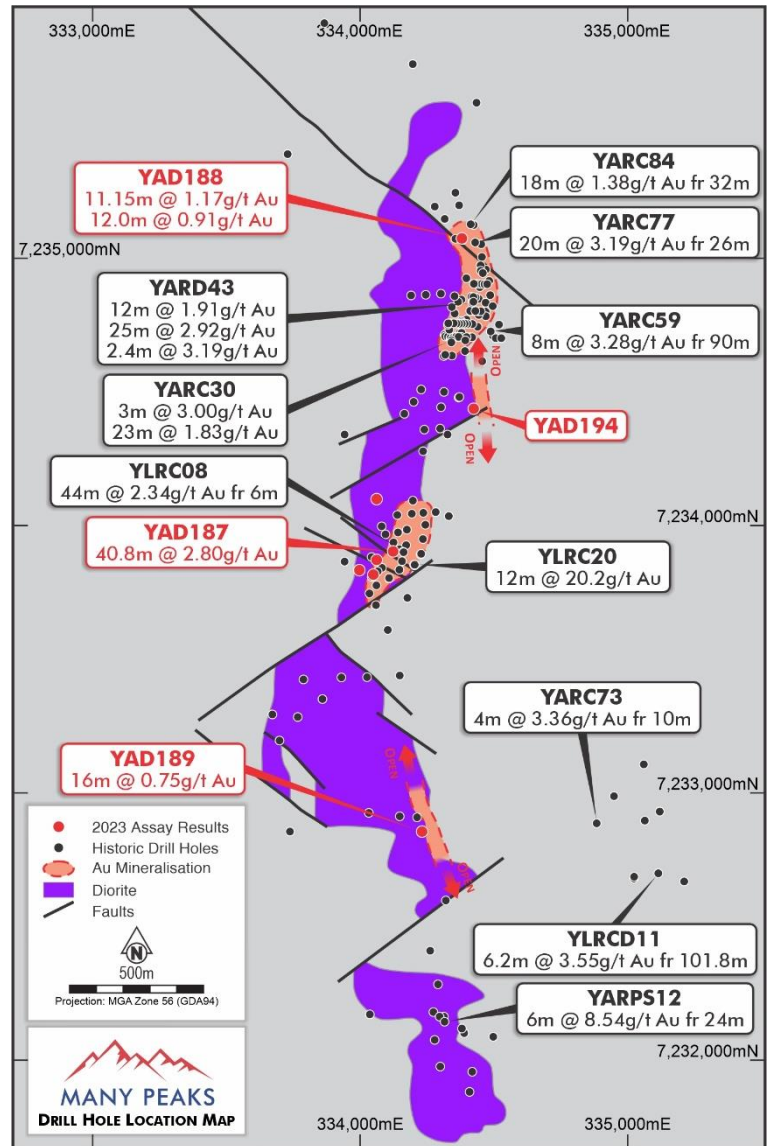 333,000mE
334,000mE
335,000mE
YARC84
18m @ 1.38g/t Au fr 32m
YAD188
11.15m @ 1.17g/t Au
12.0m @ 0.91g/t Au
YARC77
20m @ 3.19g/t Au fr 26m
7,235,000mN
YARD43
12m @ 1.91g/t Au
25m @ 2.92g/t Au
2.4m @ 3.19g/t Au
YARC59
8m @ 3.28g/t Au fr 90m
OPEN
YARC30
3m @ 3.00g/t Au
23m @ 1.83g/t Au
YAD194
OPEN
YLRC08
44m @ 2.34g/t Au fr 6m
7,234,000mN
YAD187
40.8m @ 2.80g/t Au
YLRC20
12m @ 20.2g/t Au
YARC73
4m @ 3.36g/t Au fr 10m
YAD189
16m @ 0.75g/t Au
OPEN
7,233,000mN
OPEN
2023 Assay Results
Historic Drill Holes
Au Mineralisation
Diorite
Faults
N
500m
Projection: MGA Zone 56 (GDA94)
YLRCD11
6.2m @ 3.55g/t Au fr 101.8m
YARPS12
6m @ 8.54g/t Au fr 24m
7,232,000mN
MANY PEAKS
DRILL HOLE LOCATION MAP
334,000mE
335,000mE